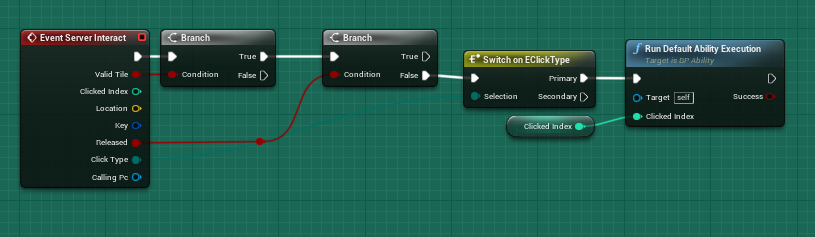 Event Server Interact
Valid Tile
Clicked Index
Location
Key
Released
Click Type
Calling Pc
Branch
True
Condition
False
Branch
True
Condition
False
Switch on EClickType
Primary
Selection
Secondary
Clicked Index
Run Default Ability Execution
Target is BP Ability
Target
self
Success
Clicked Index